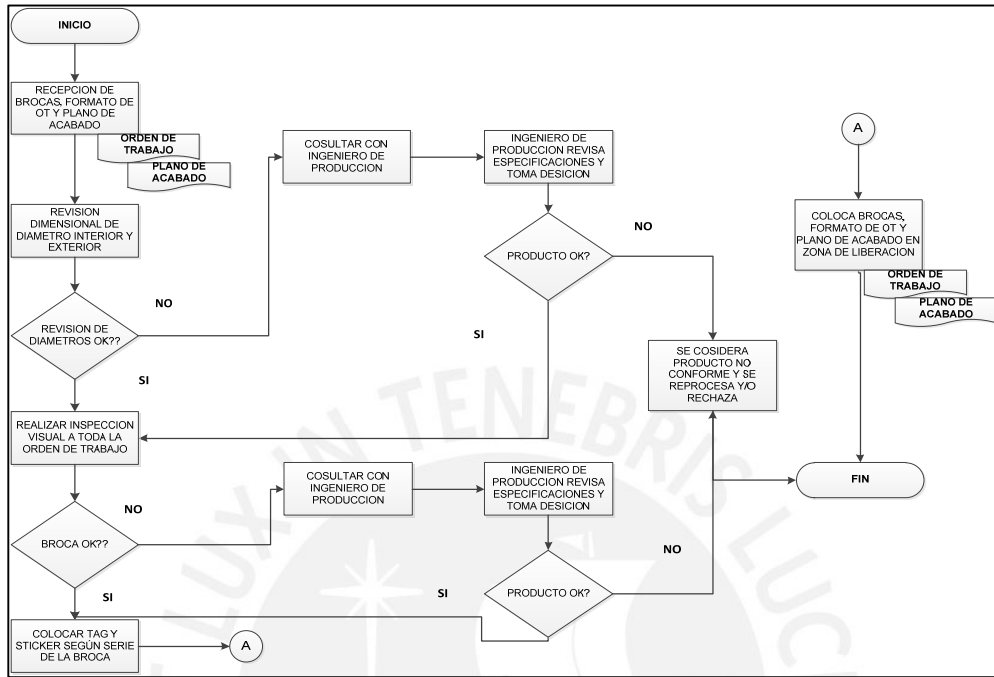 INICIO
RECEPCION DE
BROCAS, FORMATO DE
OT Y PLANO DE
ACABADO
ORDEN DE
TRABAJO
PLANO DE
ACABADO
REVISION
DIMENSIONAL DE
DIAMETRO INTERIOR Y
EXTERIOR
REVISION DE
DIAMETROS OK??
NO
SI
COSULTAR CON
INGENIERO DE
PRODUCCION
INGENIERO DE
PRODUCCION REVISA
ESPECIFICACIONES Y
TOMA DESICION
PRODUCTO OK?
NO
SI
REALIZAR INSPECCION
VISUAL A TODA LA
ORDEN DE TRABAJO
BROCA OK??
NO
SI
COSULTAR CON
INGENIERO DE
PRODUCCION
INGENIERO DE
PRODUCCION REVISA
ESPECIFICACIONES Y
TOMA DESICION
PRODUCTO OK?
NO
SI
SE COSIDERA
PRODUCTO NO
CONFORME Y SE
REPROCESA Y/O
RECHAZA
COLOCAR TAG Y
STICKER SEGÚN SERIE
DE LA BROCA
A
A
COLOCA BROCAS,
FORMATO DE OT Y
PLANO DE ACABADO EN
ZONA DE LIBERACION
ORDEN DE
TRABAJO
PLANO DE
ACABADO
FIN
ET LUX IN TENEBRIS LUC